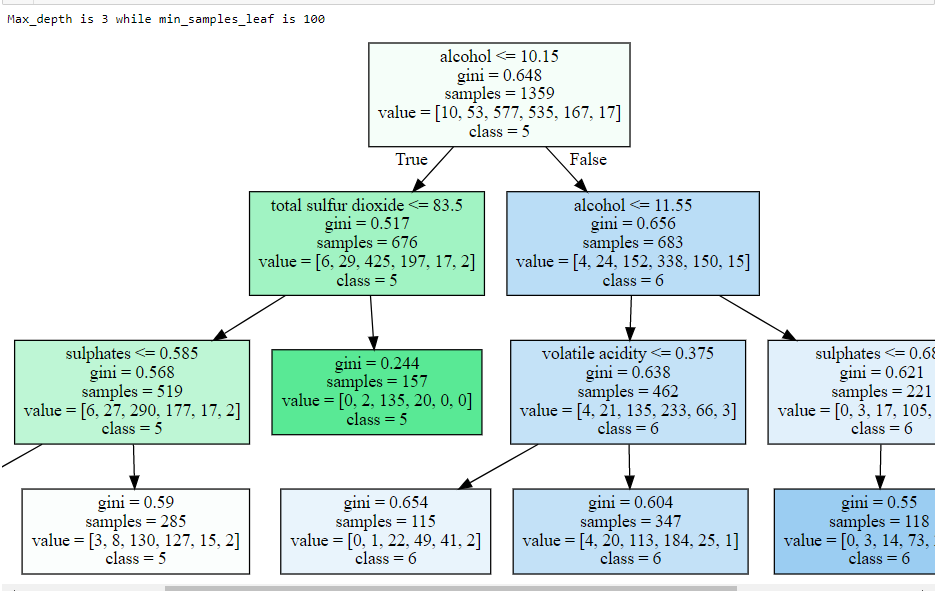 Max_depth is 3 while min_samples_leaf is 100
alcohol <= 10.15
gini = 0.648
samples = 1359
value = [10, 53, 577, 535, 167, 17]
class = 5
True
False
total sulfur dioxide <= 83.5
gini = 0.517
samples = 676
value = [6, 29, 425, 197, 17, 2]
class = 5
alcohol <= 11.55
gini = 0.656
samples = 683
value = [4, 24, 152, 338, 150, 15]
class = 6
sulphates <= 0.585
gini = 0.568
samples = 519
value = [6, 27, 290, 177, 17, 2]
class = 5
gini = 0.244
samples = 157
value = [0, 2, 135, 20, 0, 0]
class = 5
volatile acidity <= 0.375
gini = 0.638
samples = 462
value = [4, 21, 135, 233, 66, 3]
class = 6
sulphates <= 0.6
gini = 0.621
samples = 221
value = [0, 3, 17, 105,
class = 6
gini = 0.59
samples = 285
value = [3, 8, 130, 127, 15, 2]
class = 5
gini = 0.654
samples = 115
value = [0, 1, 22, 49, 41, 2]
class = 6
gini = 0.604
samples = 347
value = [4, 20, 113, 184, 25, 1]
class = 6
gini = 0.55
samples = 118
value = [0, 3, 14, 73,
class = 6